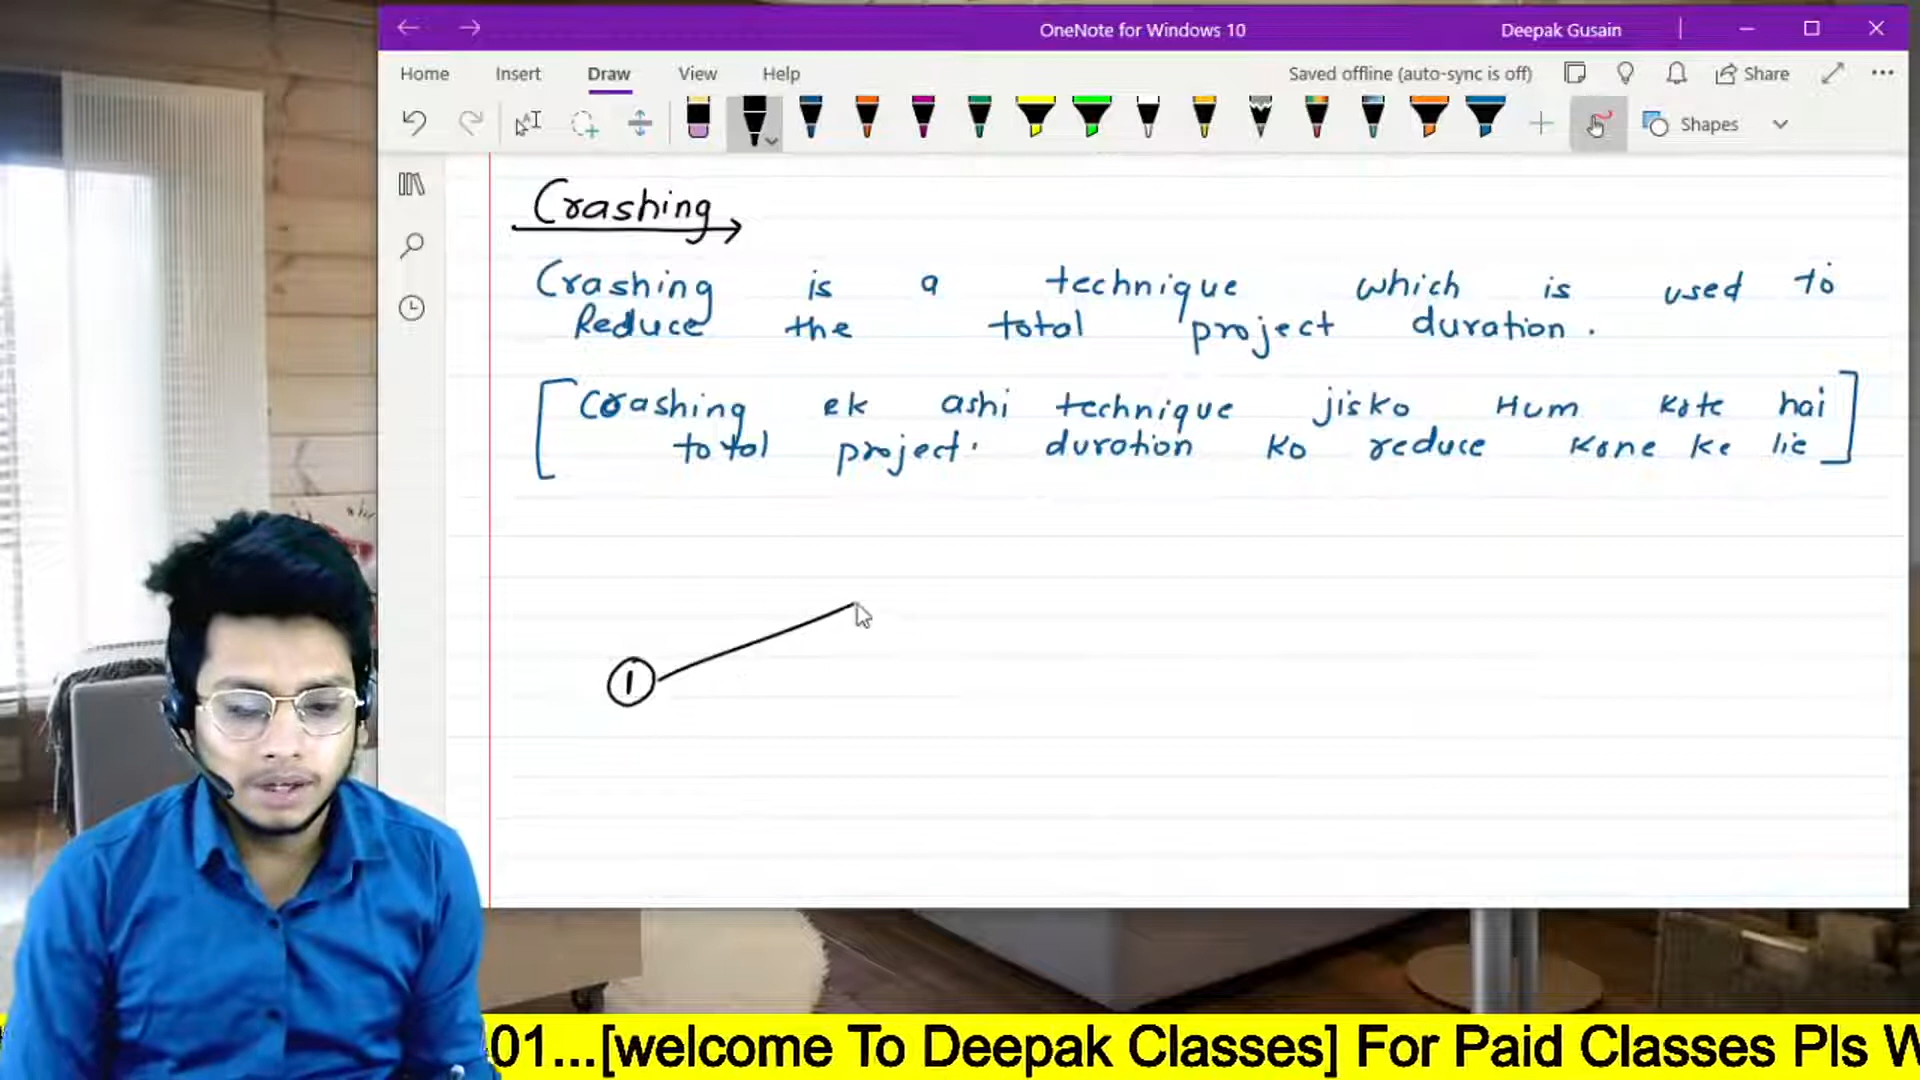 OneNote for Windows 10
Deepak Gusain
Home Insert Draw View Help
Saved offline (auto-sync is off) Share
Shapes
Crashing
Crashing is a technique which is used to
Reduce the total project duration.
[Crashing ek ashi technique jisko Hum krte hai
total project. duration ko reduce krne ke lie]
1
01...[welcome To Deepak Classes] For Paid Classes Pls W